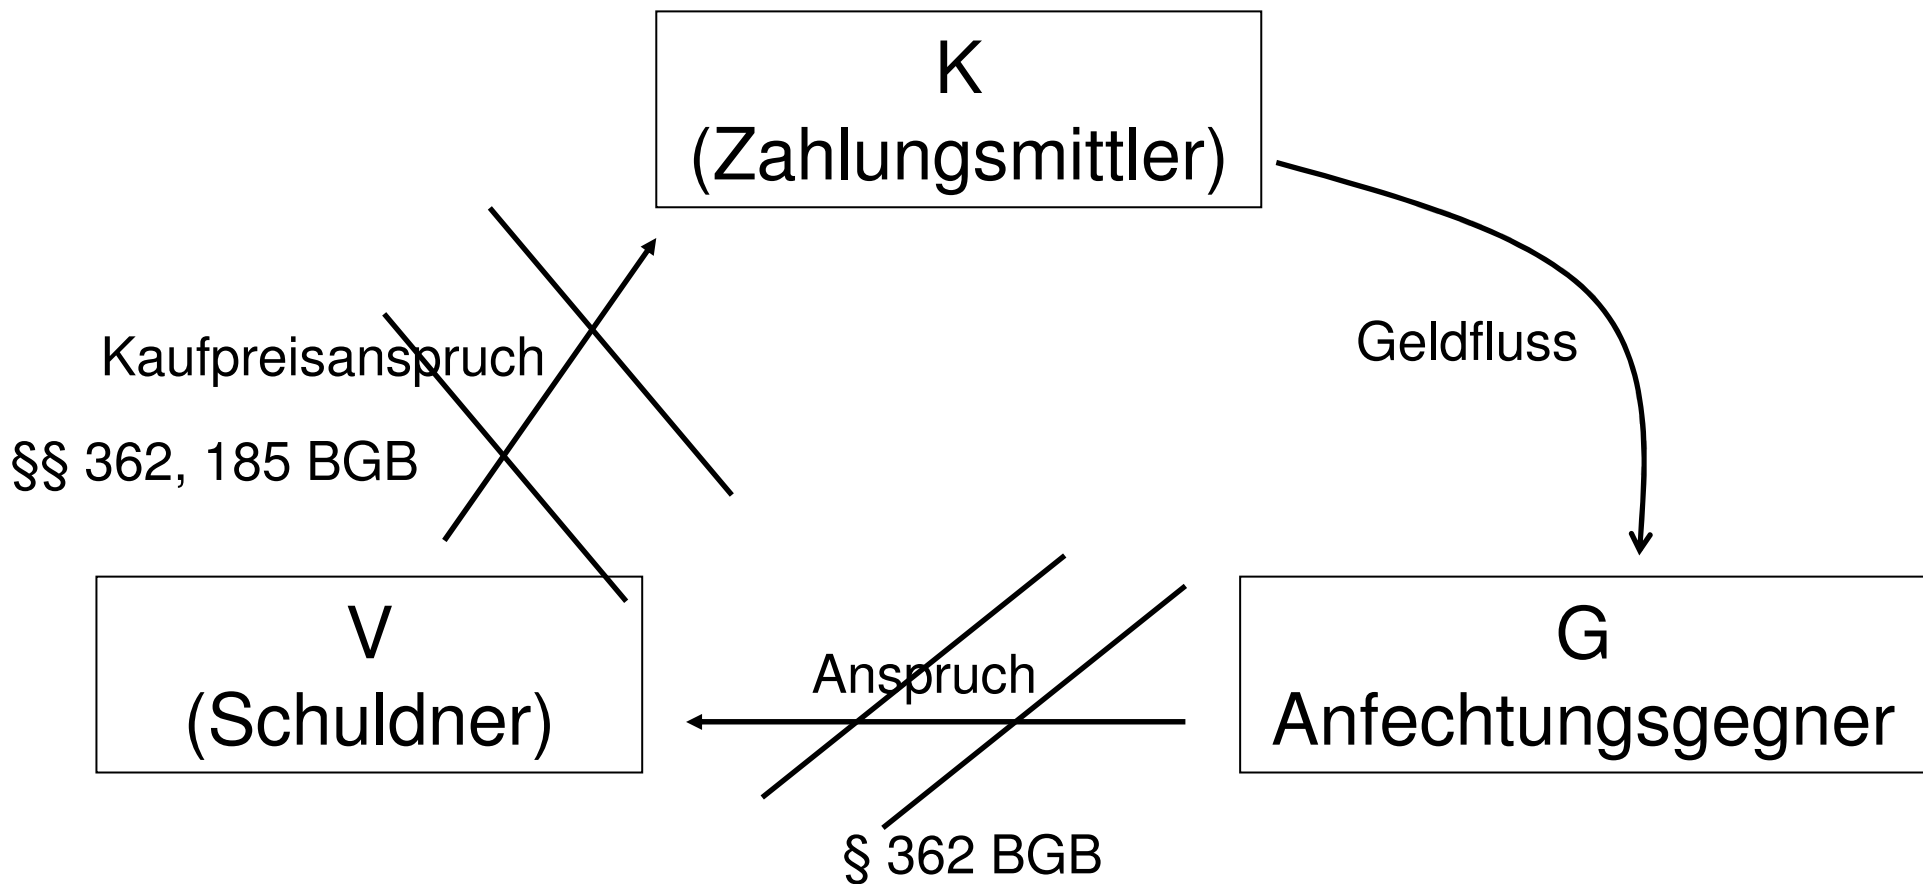 K
(Zahlungsmittler)
Geldfluss
Kaufpreisanspruch
§§ 362, 185 BGB
V
(Schuldner)
Anspruch
G
Anfechtungsgegner
§ 362 BGB